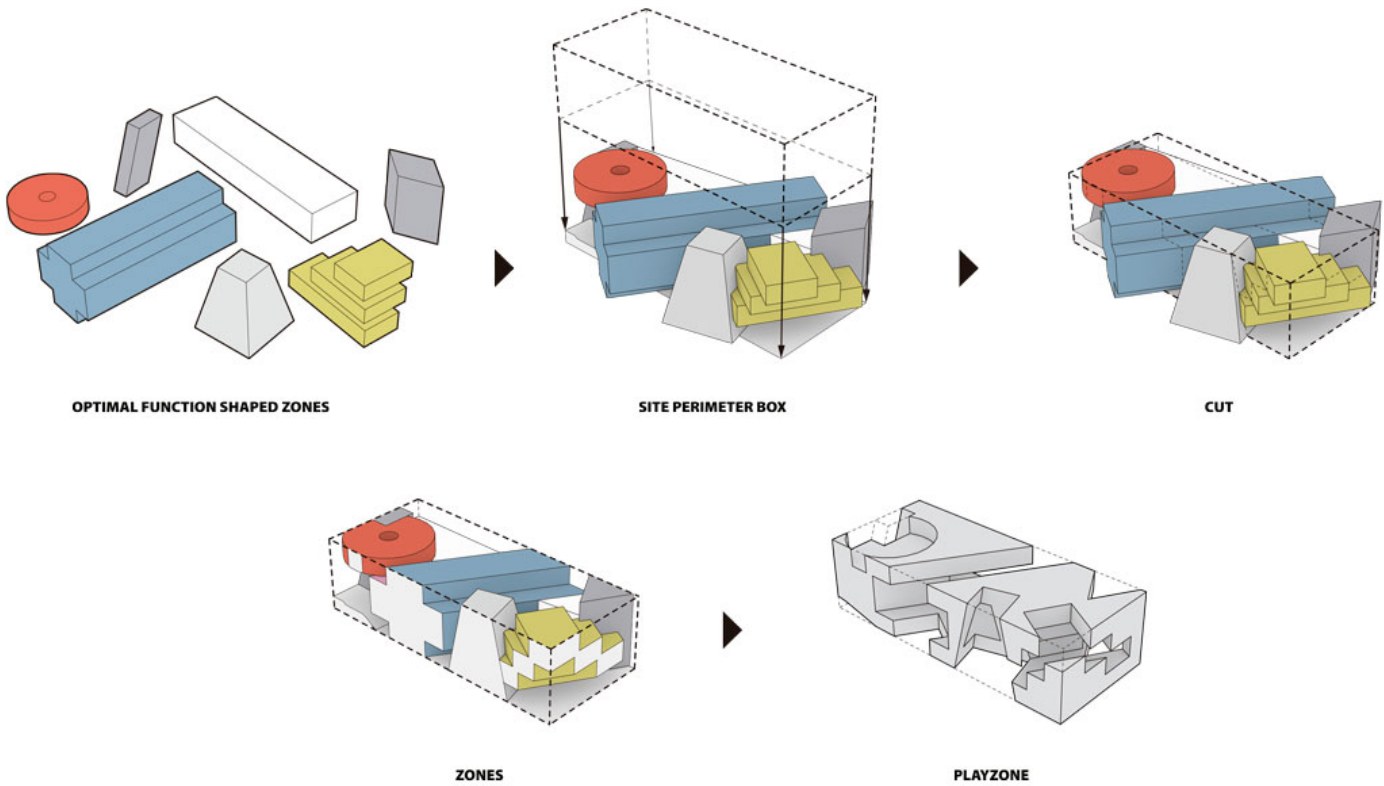 OPTIMAL FUNCTION SHAPED ZONES
SITE PERIMETER BOX
CUT
ZONES
PLAYZONE